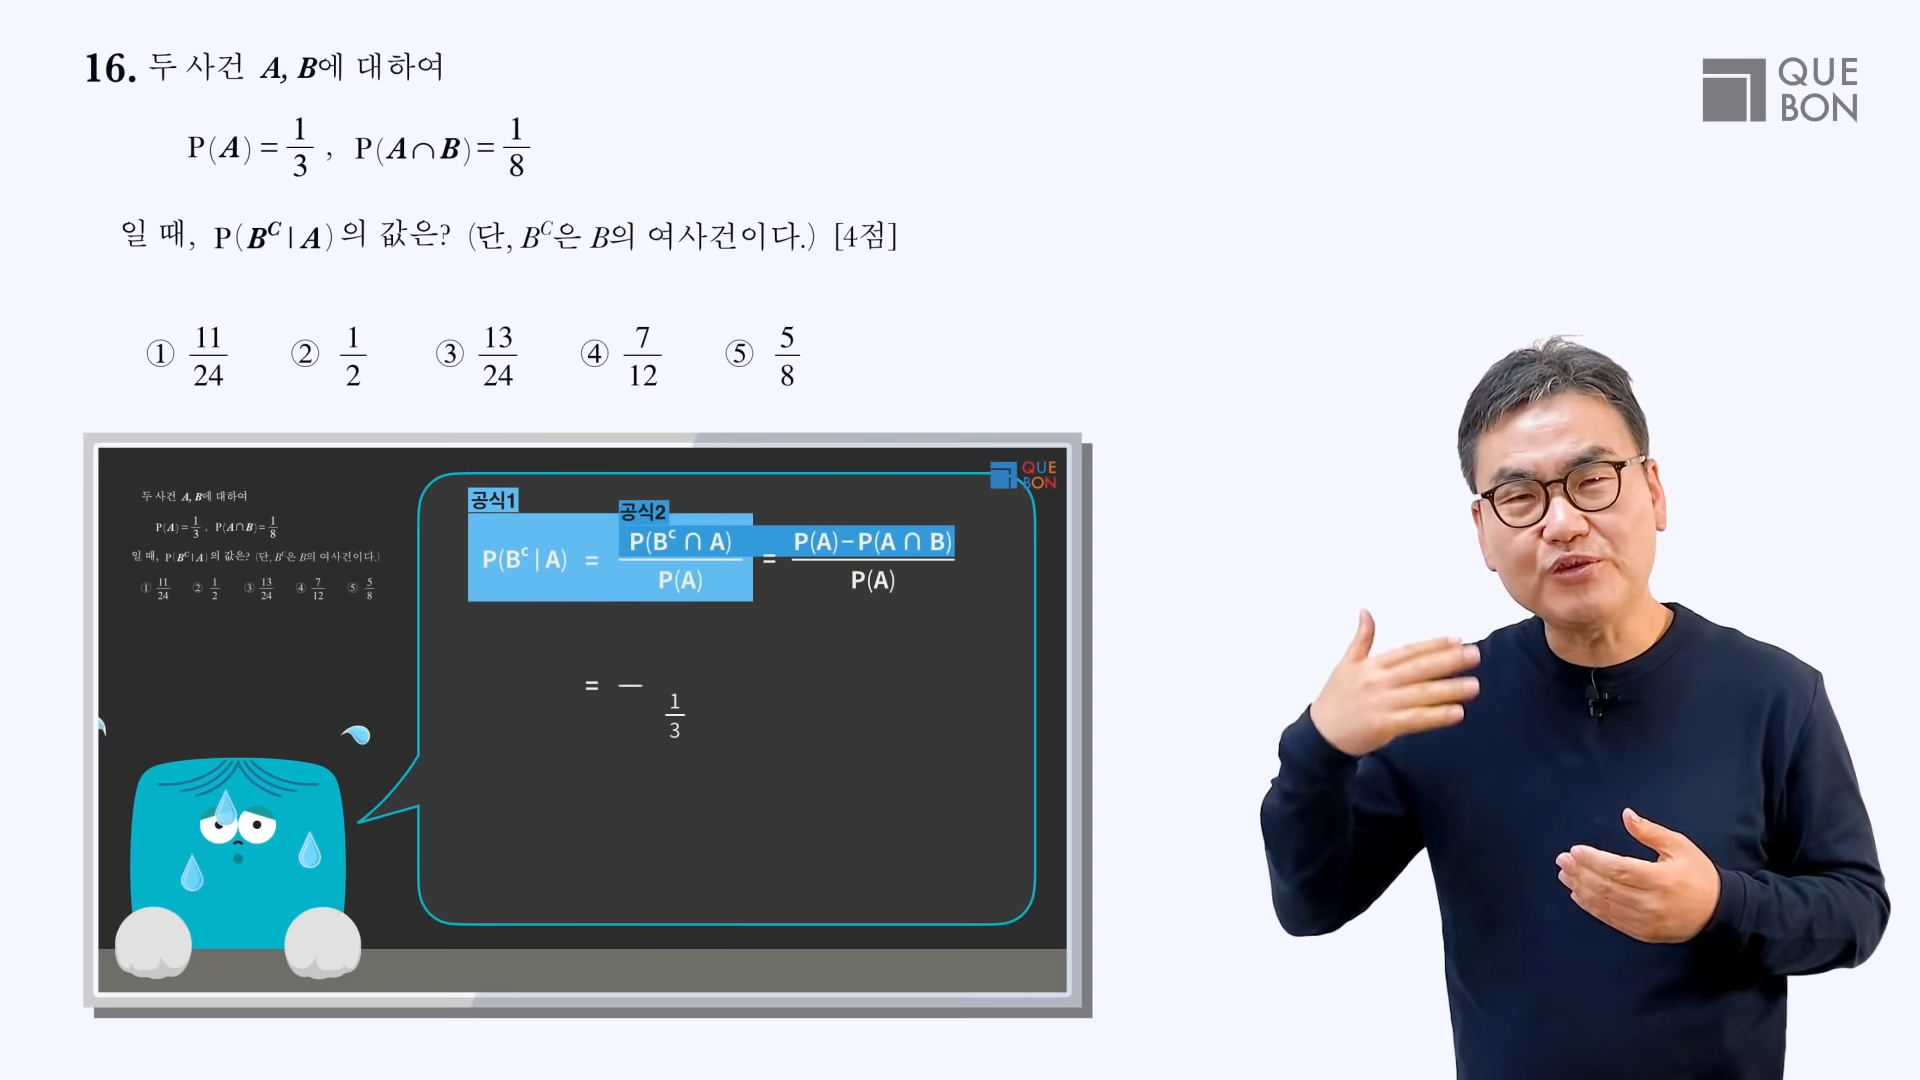 16. 두 사건 A, B에 대하여
P(A) = 1/3 , P(A∩B) = 1/8
일 때, P(B^C | A)의 값은? (단, B^C은 B의 여사건이다.) [4점]
① 11/24 ② 1/2 ③ 13/24 ④ 7/12 ⑤ 5/8
QUE
BON
두 사건 A, B에 대하여
P(A) = 1/3 , P(A∩B) = 1/8
일 때, P(B^C | A)의 값은? (단, B^C은 B의 여사건이다.)
① 11/24 ② 1/2 ③ 13/24 ④ 7/12 ⑤ 5/8
QUE
BON
공식1
공식2
P(B^c | A) = P(B^c ∩ A)/P(A) = P(A)−P(A ∩ B)/P(A)
= — 1/3